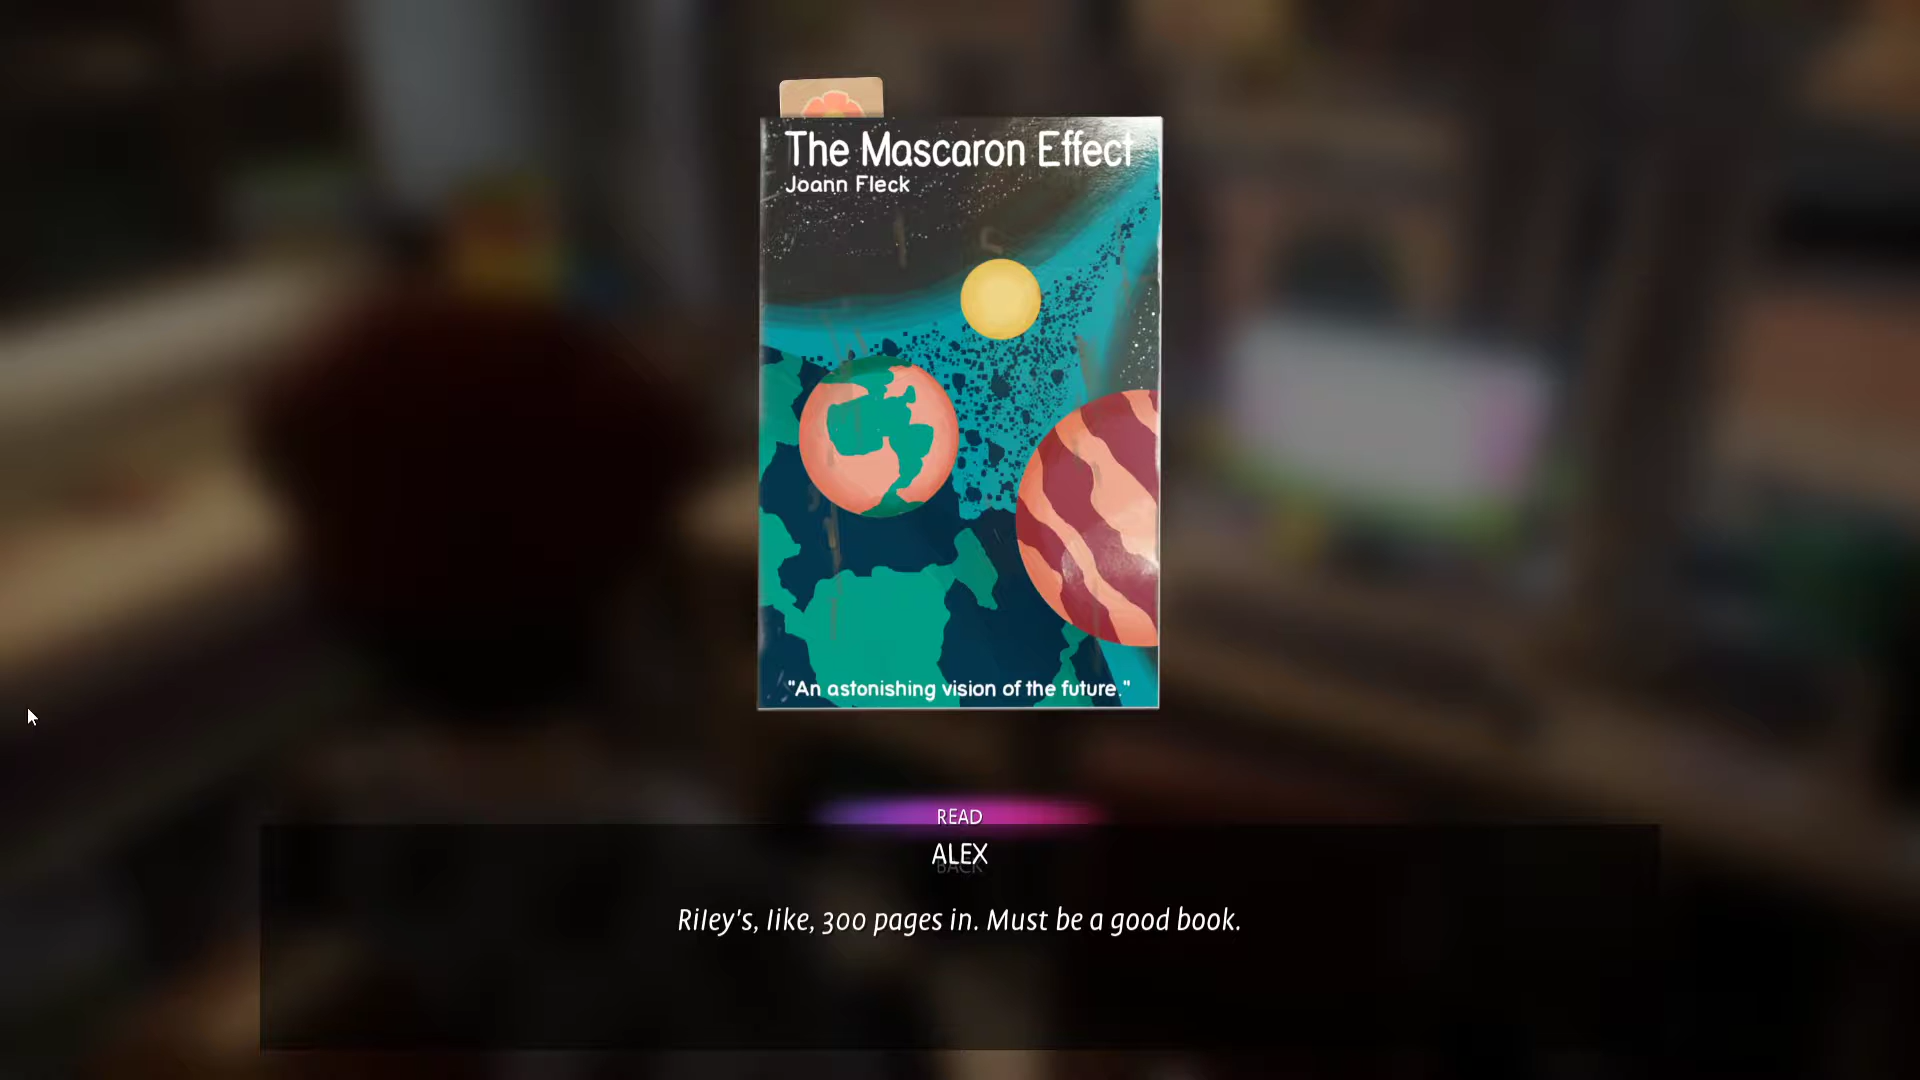 The Mascaron Effect
Joann Fleck
"An astonishing vision of the future."
READ
ALEX
BACK
Riley's, like, 300 pages in. Must be a good book.